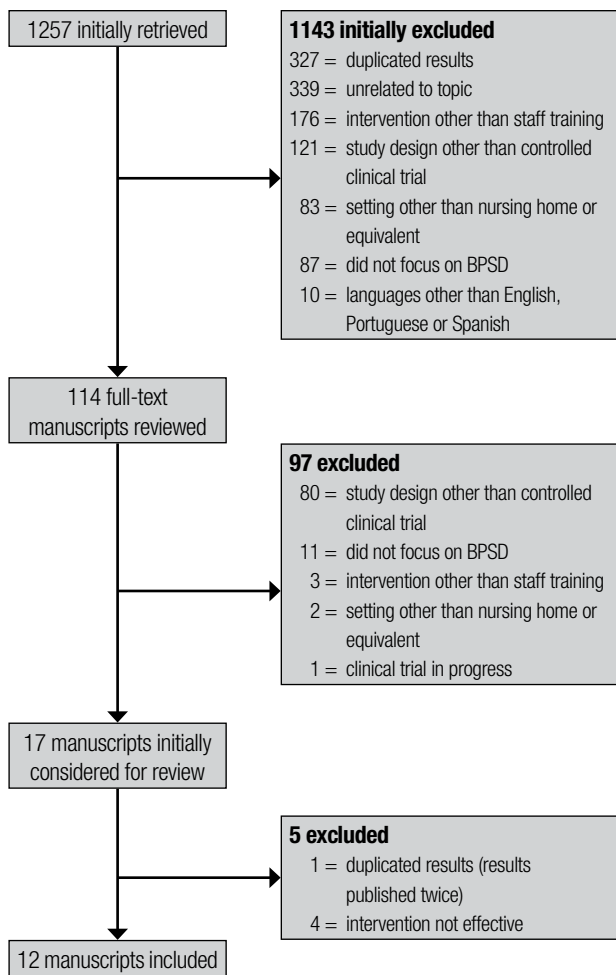 1257 initially retrieved
1143 initially excluded
327 = duplicated results
339 = unrelated to topic
176 = intervention other than staff training
121 = study design other than controlled
clinical trial
83 = setting other than nursing home or
equivalent
87 = did not focus on BPSD
10 = languages other than English,
Portuguese or Spanish
114 full-text
manuscripts reviewed
97 excluded
80 = study design other than controlled
clinical trial
11 = did not focus on BPSD
3 = intervention other than staff training
2 = setting other than nursing home or
equivalent
1 = clinical trial in progress
17 manuscripts initially
considered for review
5 excluded
1 = duplicated results (results
published twice)
4 = intervention not effective
12 manuscripts included